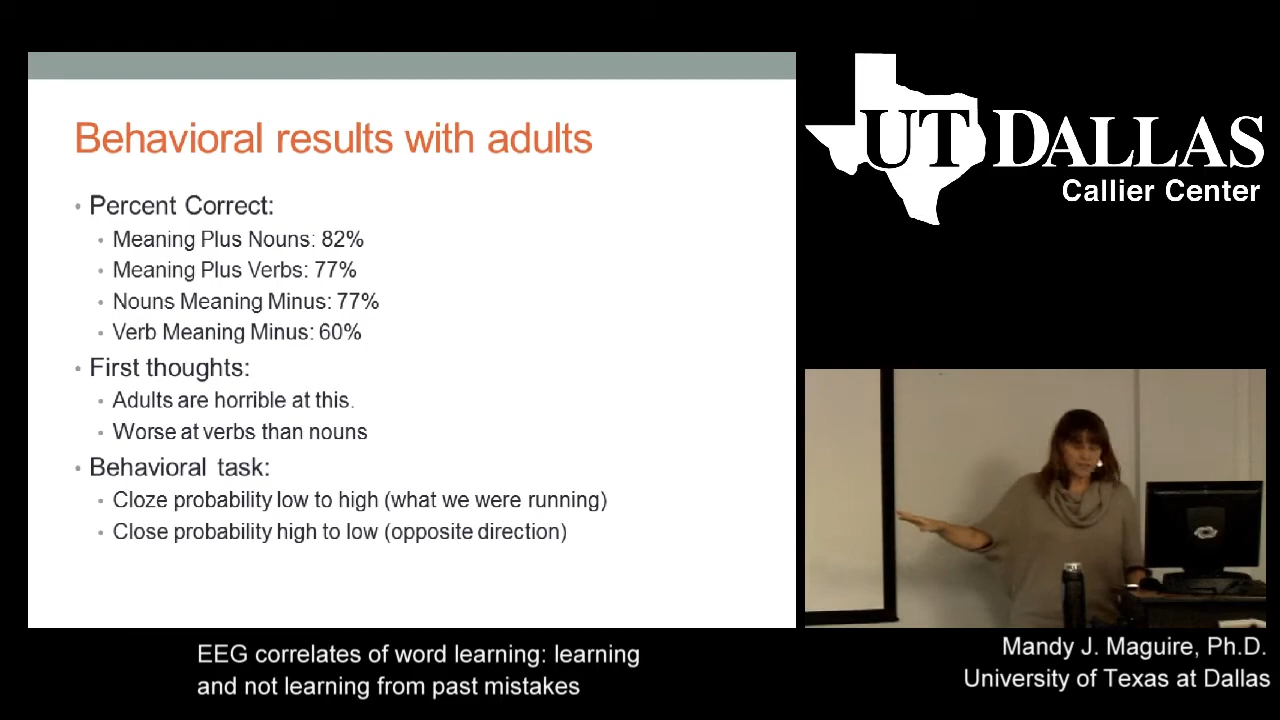 Behavioral results with adults
• Percent Correct:
• Meaning Plus Nouns: 82%
• Meaning Plus Verbs: 77%
• Nouns Meaning Minus: 77%
• Verb Meaning Minus: 60%
• First thoughts:
• Adults are horrible at this.
• Worse at verbs than nouns
• Behavioral task:
• Cloze probability low to high (what we were running)
• Close probability high to low (opposite direction)
UT DALLAS
Callier Center
EEG correlates of word learning: learning
and not learning from past mistakes
Mandy J. Maguire, Ph.D.
University of Texas at Dallas